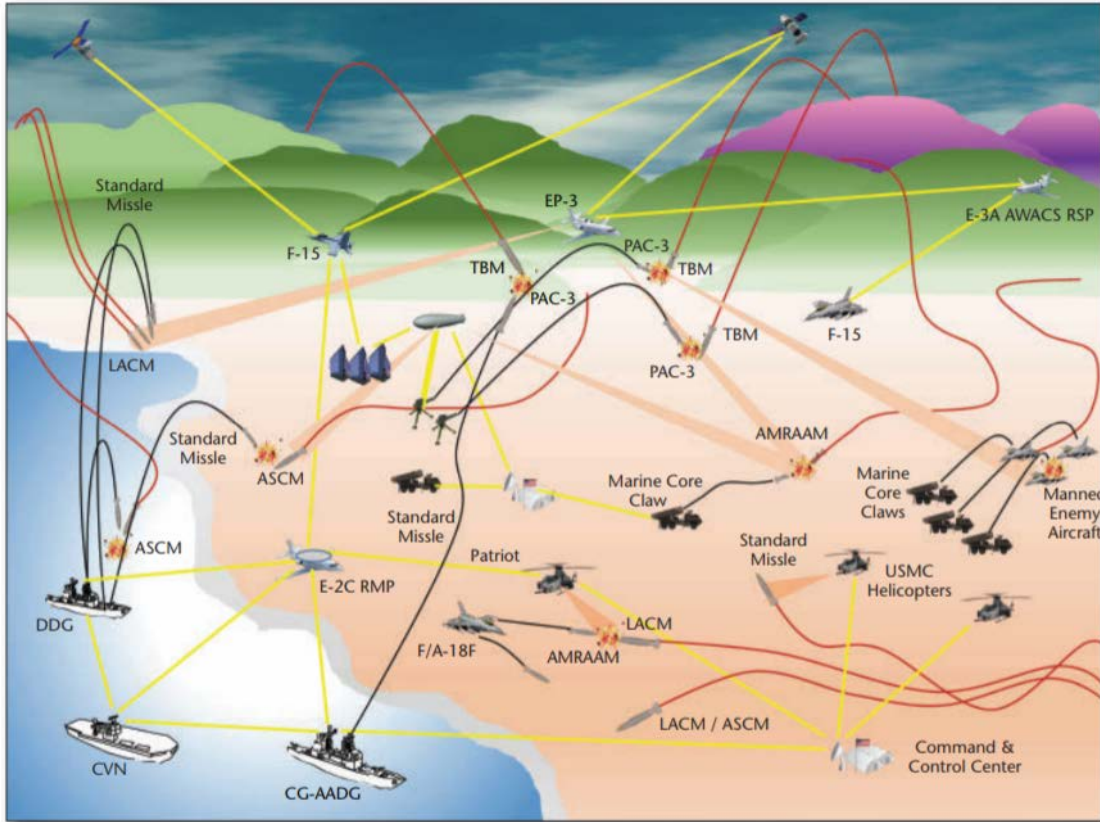 Standard
Missle
EP-3
E-3A AWACS RSP
F-15
TBM
PAC-3
TBM
PAC-3
F-15
TBM
LACM
PAC-3
Standard
Missle
ASCM
AMRAAM
Marine Core
Claw
Marine
Core
Claws
Manned
Enemy
Aircraft
Standard
Missle
ASCM
Patriot
Standard
Missle
USMC
Helicopters
E-2C RMP
DDG
LACM
F/A-18F
AMRAAM
LACM / ASCM
Command &
Control Center
CVN
CG-AADG